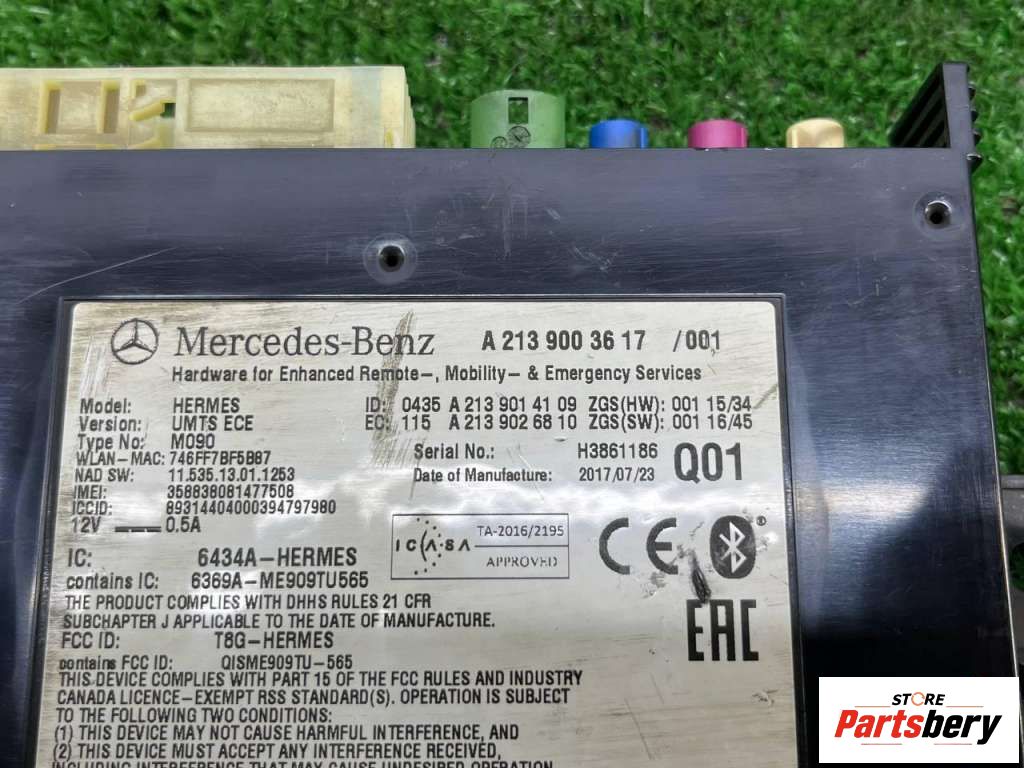 Mercedes-Benz A 213 900 36 17 /001
Hardware for Enhanced Remote-, Mobility- & Emergency Services
Model: HERMES ID: 0435 A 213 901 41 09 ZGS(HW): 001 15/34
Version: UMTS ECE EC: 115 A 213 902 68 10 ZGS(SW): 001 16/45
Type No: M090 Serial No.: H3861186 Q01
WLAN-MAC: 746FF7BF5B87
NAD SW: 11.535.13.01.1253 Date of Manufacture: 2017/07/23
IMEI: 358838081477508
ICCID: 89314404000394797980
12V 0.5A
ICASA TA-2016/2195
APPROVED
CE
EAC
IC: 6434A-HERMES
contains IC: 6369A-ME909TU565
THE PRODUCT COMPLIES WITH DHHS RULES 21 CFR
SUBCHAPTER J APPLICABLE TO THE DATE OF MANUFACTURE.
FCC ID: T8G-HERMES
contains FCC ID: QISME909TU-565
THIS DEVICE COMPLIES WITH PART 15 OF THE FCC RULES AND INDUSTRY
CANADA LICENCE-EXEMPT RSS STANDARD(S). OPERATION IS SUBJECT
TO THE FOLLOWING TWO CONDITIONS:
(1) THIS DEVICE MAY NOT CAUSE HARMFUL INTERFERENCE, AND
(2) THIS DEVICE MUST ACCEPT ANY INTERFERENCE RECEIVED,
INCLUDING INTERFERENCE THAT MAY CAUSE UNDESIRED OPERATION.
STORE
Partsbery